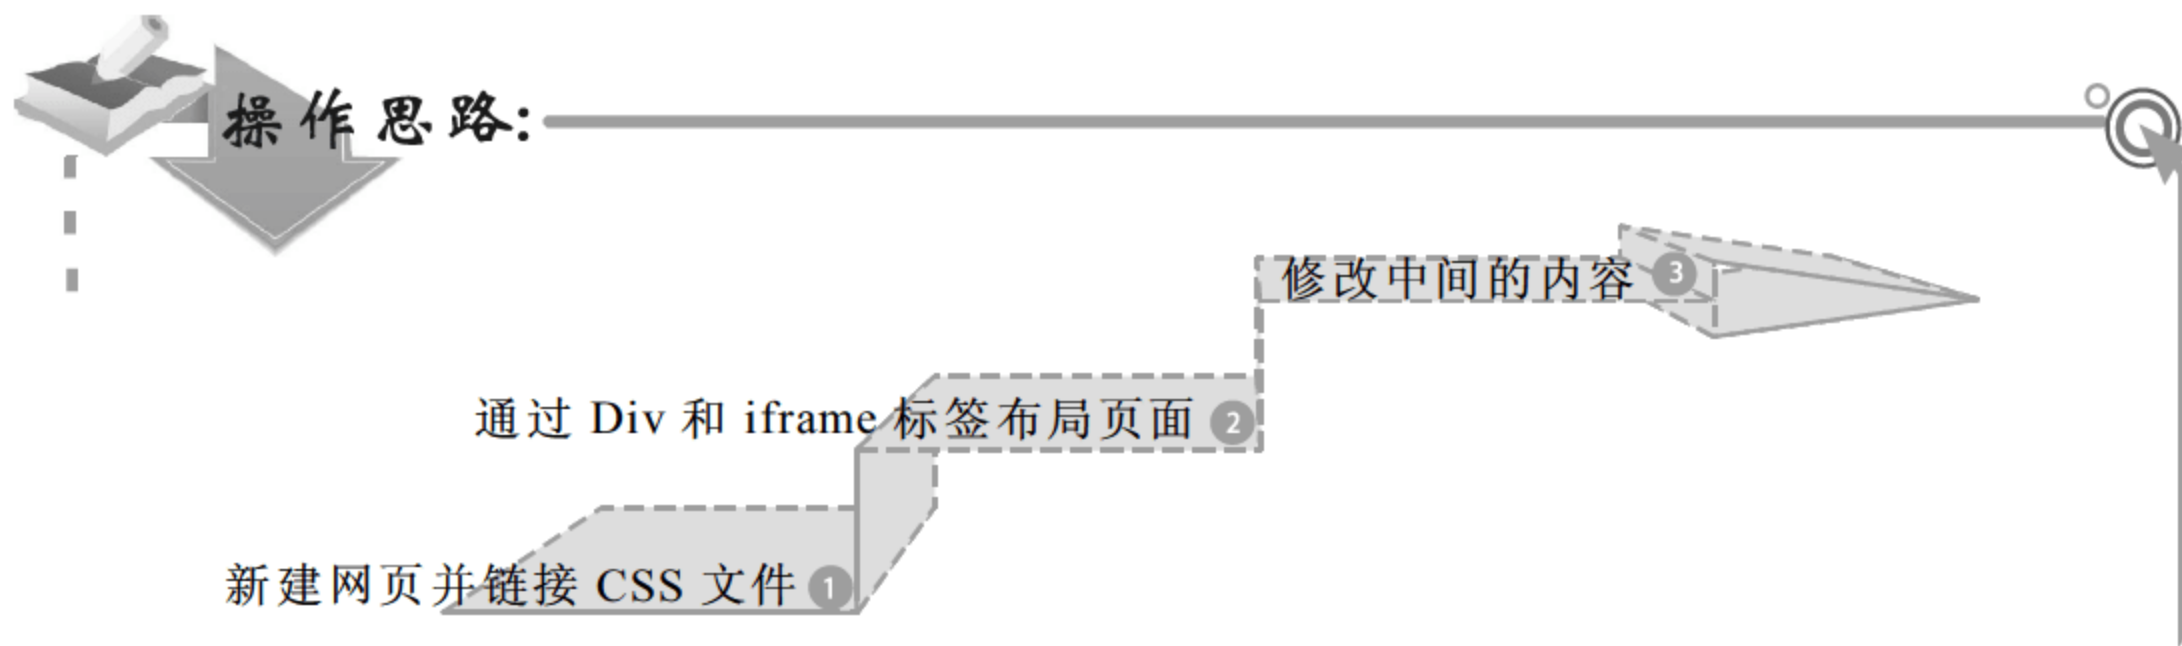 操作思路:
修改中间的内容 3
通过 Div 和 iframe 标签布局页面 2
新建网页并链接 CSS 文件 1